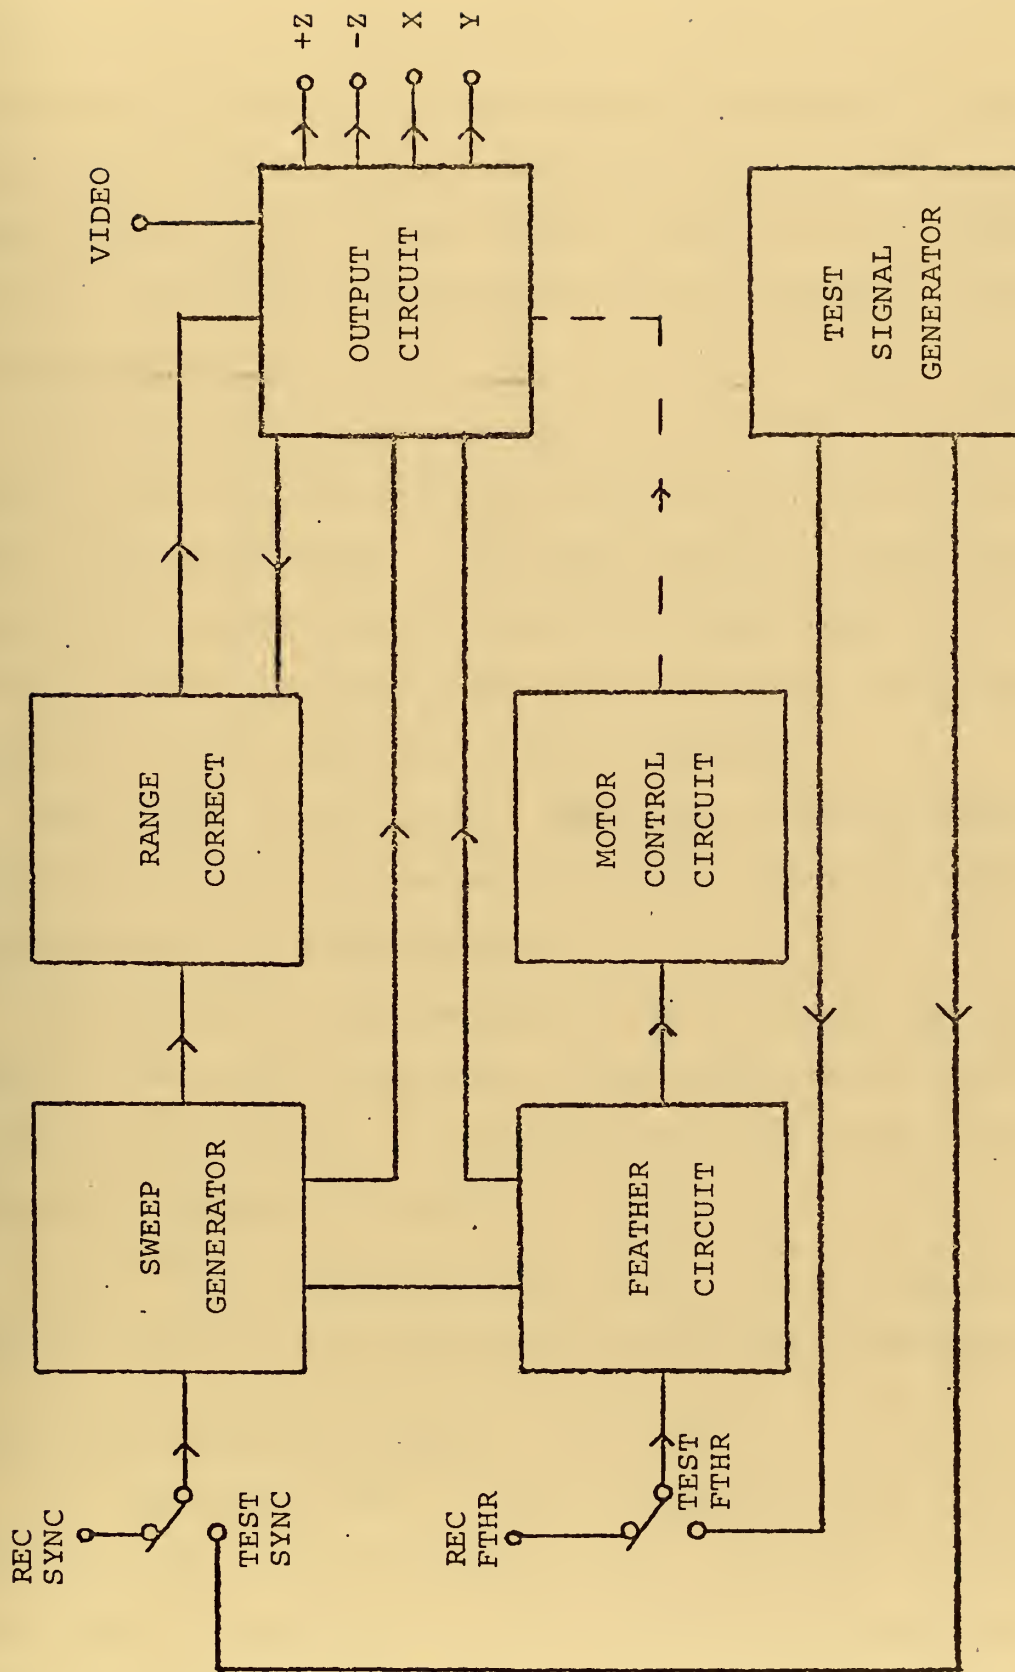 REC
SYNC
TEST
SYNC
SWEEP
GENERATOR
RANGE
CORRECT
VIDEO
OUTPUT
CIRCUIT
+Z
-Z
X
Y
REC
FTHR
TEST
FTHR
FEATHER
CIRCUIT
MOTOR
CONTROL
CIRCUIT
TEST
SIGNAL
GENERATOR